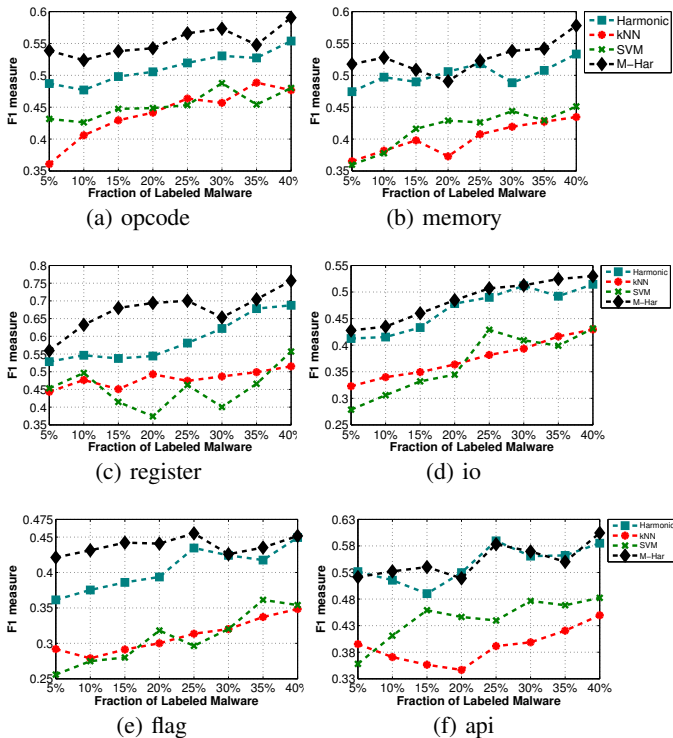 0.6
0.55
0.5
0.45
0.4
0.35
F1 measure
5% 10% 15% 20% 25% 30% 35% 40%
Fraction of Labeled Malware
(a) opcode
0.6
0.55
0.5
0.45
0.4
0.35
F1 measure
5% 10% 15% 20% 25% 30% 35% 40%
Fraction of Labeled Malware
Harmonic
kNN
SVM
M−Har
(b) memory
0.8
0.75
0.7
0.65
0.6
0.55
0.5
0.45
0.4
0.35
F1 measure
5% 10% 15% 20% 25% 30% 35% 40%
Fraction of Labeled Malware
(c) register
0.55
0.5
0.45
0.4
0.35
0.3
0.25
F1 measure
5% 10% 15% 20% 25% 30% 35% 40%
Fraction of Labeled Malware
Harmonic
kNN
SVM
M−Har
(d) io
0.475
0.45
0.4
0.35
0.3
0.25
F1 measure
5% 10% 15% 20% 25% 30% 35% 40%
Fraction of Labeled Malware
(e) flag
0.63
0.58
0.53
0.48
0.43
0.38
0.33
F1 measure
5% 10% 15% 20% 25% 30% 35% 40%
Fraction of Labeled Malware
Harmonic
kNN
SVM
M−Har
(f) api